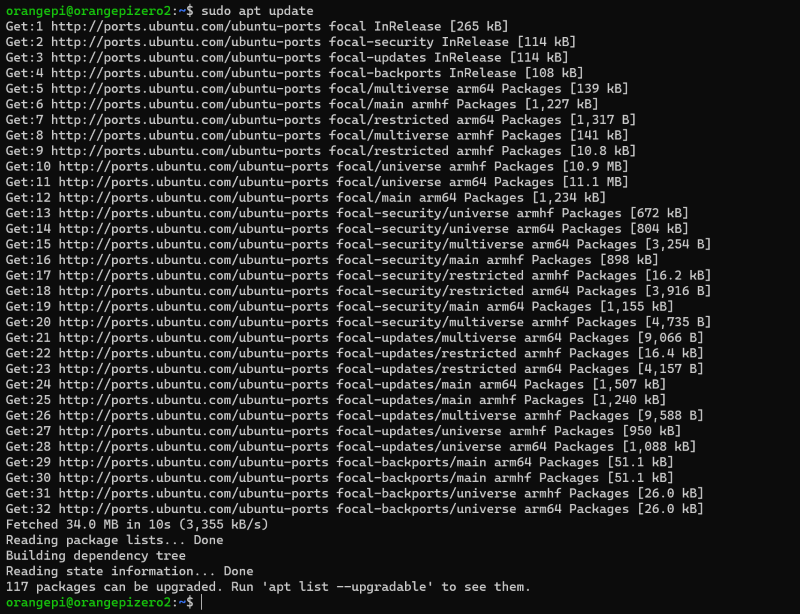 orangepi@orangepizero2:~$ sudo apt update
Get:1 http://ports.ubuntu.com/ubuntu-ports focal InRelease [265 kB]
Get:2 http://ports.ubuntu.com/ubuntu-ports focal-security InRelease [114 kB]
Get:3 http://ports.ubuntu.com/ubuntu-ports focal-updates InRelease [114 kB]
Get:4 http://ports.ubuntu.com/ubuntu-ports focal-backports InRelease [108 kB]
Get:5 http://ports.ubuntu.com/ubuntu-ports focal/multiverse arm64 Packages [139 kB]
Get:6 http://ports.ubuntu.com/ubuntu-ports focal/main armhf Packages [1,227 kB]
Get:7 http://ports.ubuntu.com/ubuntu-ports focal/restricted arm64 Packages [1,317 B]
Get:8 http://ports.ubuntu.com/ubuntu-ports focal/multiverse armhf Packages [141 kB]
Get:9 http://ports.ubuntu.com/ubuntu-ports focal/restricted armhf Packages [10.8 kB]
Get:10 http://ports.ubuntu.com/ubuntu-ports focal/universe armhf Packages [10.9 MB]
Get:11 http://ports.ubuntu.com/ubuntu-ports focal/universe arm64 Packages [11.1 MB]
Get:12 http://ports.ubuntu.com/ubuntu-ports focal/main arm64 Packages [1,234 kB]
Get:13 http://ports.ubuntu.com/ubuntu-ports focal-security/universe armhf Packages [672 kB]
Get:14 http://ports.ubuntu.com/ubuntu-ports focal-security/universe arm64 Packages [804 kB]
Get:15 http://ports.ubuntu.com/ubuntu-ports focal-security/multiverse arm64 Packages [3,254 B]
Get:16 http://ports.ubuntu.com/ubuntu-ports focal-security/main armhf Packages [898 kB]
Get:17 http://ports.ubuntu.com/ubuntu-ports focal-security/restricted armhf Packages [16.2 kB]
Get:18 http://ports.ubuntu.com/ubuntu-ports focal-security/restricted arm64 Packages [3,916 B]
Get:19 http://ports.ubuntu.com/ubuntu-ports focal-security/main arm64 Packages [1,155 kB]
Get:20 http://ports.ubuntu.com/ubuntu-ports focal-security/multiverse armhf Packages [4,735 B]
Get:21 http://ports.ubuntu.com/ubuntu-ports focal-updates/multiverse arm64 Packages [9,066 B]
Get:22 http://ports.ubuntu.com/ubuntu-ports focal-updates/restricted armhf Packages [16.4 kB]
Get:23 http://ports.ubuntu.com/ubuntu-ports focal-updates/restricted arm64 Packages [4,157 B]
Get:24 http://ports.ubuntu.com/ubuntu-ports focal-updates/main arm64 Packages [1,507 kB]
Get:25 http://ports.ubuntu.com/ubuntu-ports focal-updates/main armhf Packages [1,240 kB]
Get:26 http://ports.ubuntu.com/ubuntu-ports focal-updates/multiverse armhf Packages [9,588 B]
Get:27 http://ports.ubuntu.com/ubuntu-ports focal-updates/universe armhf Packages [950 kB]
Get:28 http://ports.ubuntu.com/ubuntu-ports focal-updates/universe arm64 Packages [1,088 kB]
Get:29 http://ports.ubuntu.com/ubuntu-ports focal-backports/main arm64 Packages [51.1 kB]
Get:30 http://ports.ubuntu.com/ubuntu-ports focal-backports/main armhf Packages [51.1 kB]
Get:31 http://ports.ubuntu.com/ubuntu-ports focal-backports/universe armhf Packages [26.0 kB]
Get:32 http://ports.ubuntu.com/ubuntu-ports focal-backports/universe arm64 Packages [26.0 kB]
Fetched 34.0 MB in 10s (3,355 kB/s)
Reading package lists... Done
Building dependency tree
Reading state information... Done
117 packages can be upgraded. Run 'apt list --upgradable' to see them.
orangepi@orangepizero2:~$